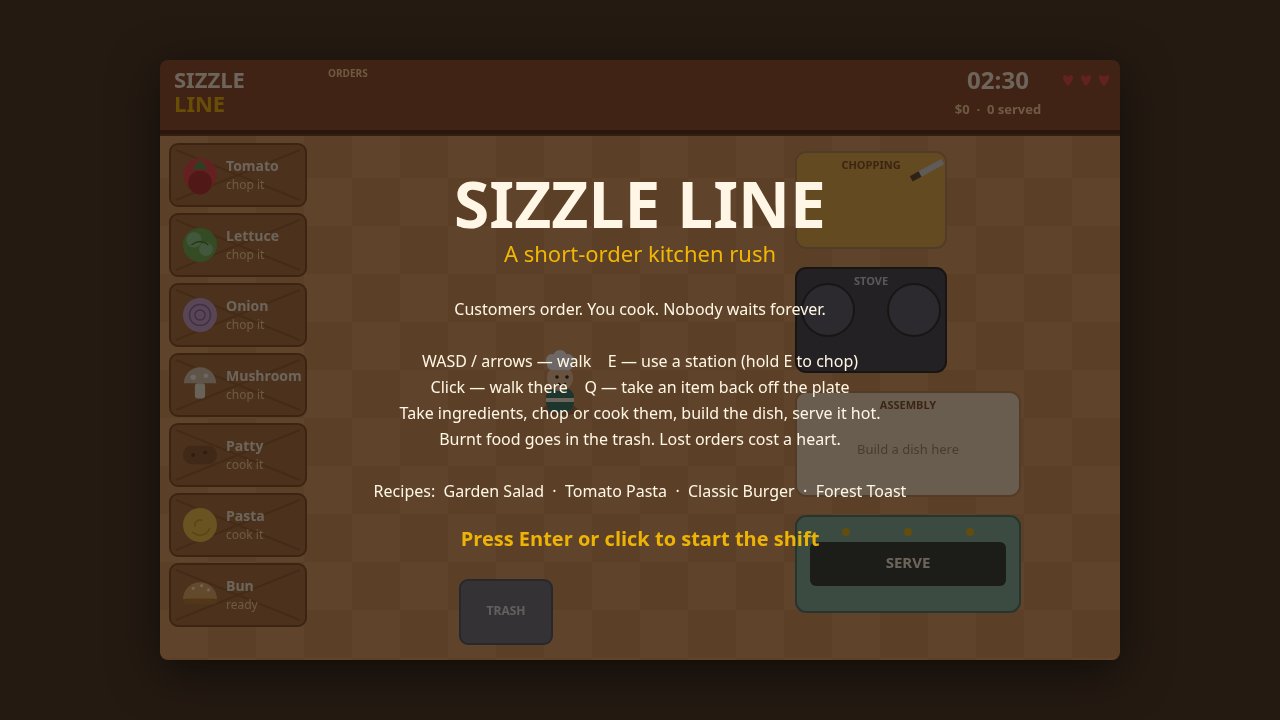 SIZZLE
LINE
ORDERS
02:30
$0 · 0 served
Tomato
chop it
Lettuce
chop it
Onion
chop it
Mushroom
chop it
Patty
cook it
Pasta
cook it
Bun
ready
CHOPPING
STOVE
ASSEMBLY
Build a dish here
SERVE
TRASH
SIZZLE LINE
A short-order kitchen rush
Customers order. You cook. Nobody waits forever.
WASD / arrows — walk E — use a station (hold E to chop)
Click — walk there Q — take an item back off the plate
Take ingredients, chop or cook them, build the dish, serve it hot.
Burnt food goes in the trash. Lost orders cost a heart.
Recipes: Garden Salad · Tomato Pasta · Classic Burger · Forest Toast
Press Enter or click to start the shift